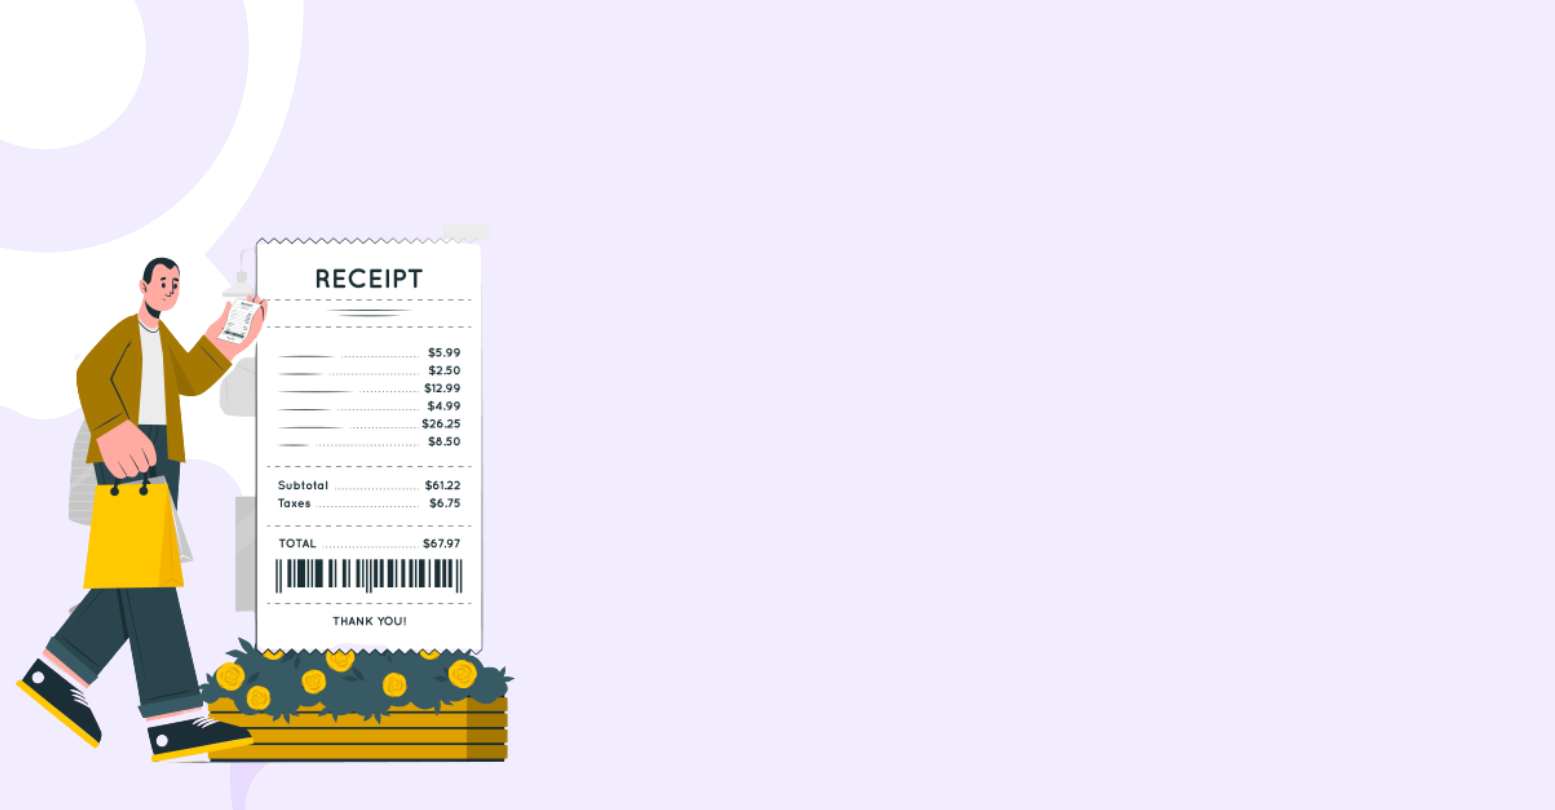 RECEIPT
$5.99
$2.50
$12.99
$4.99
$26.25
$8.50
Subtotal $61.22
Taxes $6.75
TOTAL $67.97
THANK YOU!